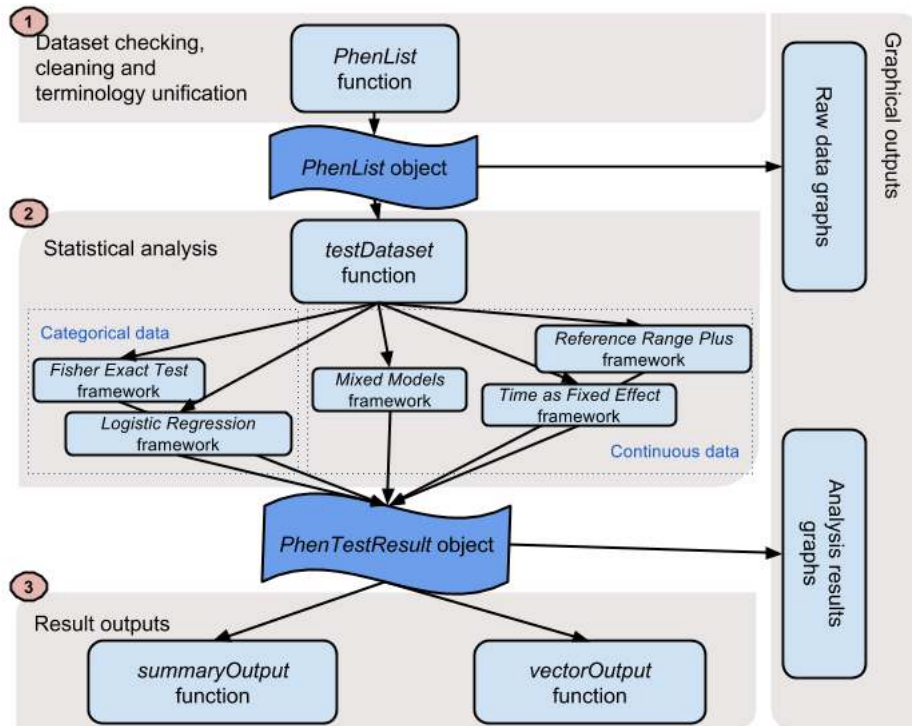 1
Dataset checking,
cleaning and
terminology unification
PhenList
function
PhenList object
Raw data graphs
Graphical outputs
2
Statistical analysis
testDataset
function
Categorical data
Fisher Exact Test
framework
Logistic Regression
framework
Mixed Models
framework
Reference Range Plus
framework
Time as Fixed Effect
framework
Continuous data
PhenTestResult object
Analysis results
graphs
3
Result outputs
summaryOutput
function
vectorOutput
function